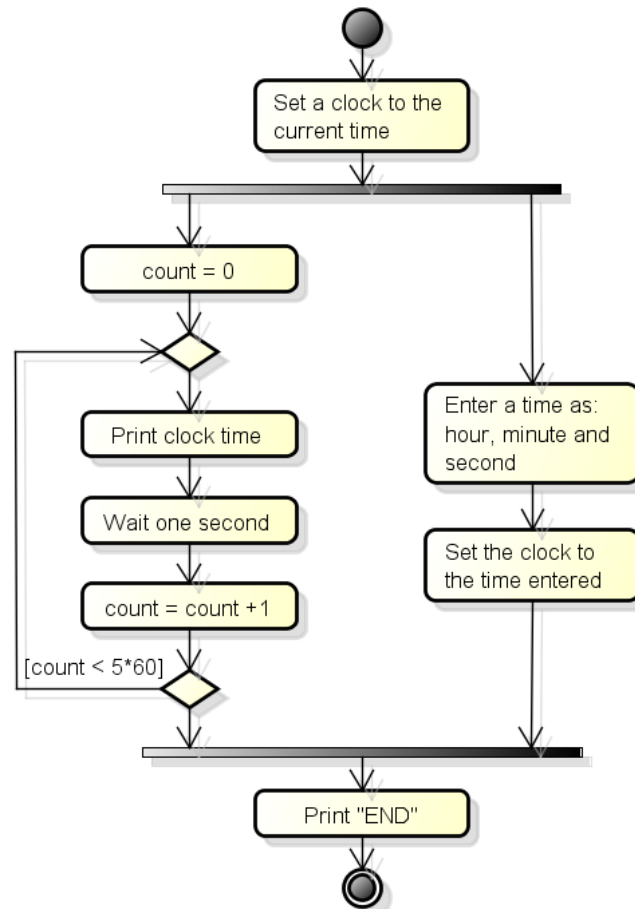 Set a clock to the
current time
count = 0
Print clock time
Wait one second
count = count +1
[count < 5*60]
Enter a time as:
hour, minute and
second
Set the clock to
the time entered
Print "END"